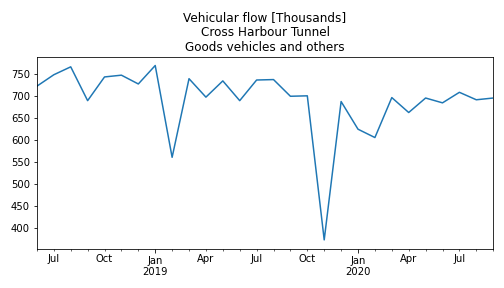 Vehicular flow [Thousands]
Cross Harbour Tunnel
Goods vehicles and others
750
700
650
600
550
500
450
400
Jul Oct Jan Apr Jul Oct Jan Apr Jul
2019 2020